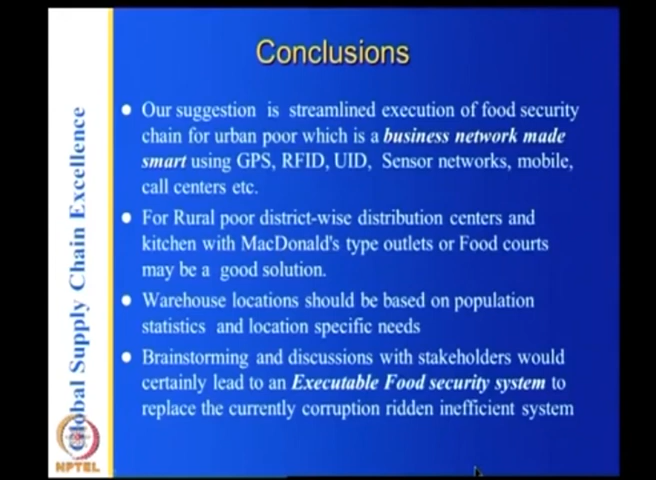 Conclusions
Our suggestion is streamlined execution of food security
chain for urban poor which is a business network made
smart using GPS, RFID, UID, Sensor networks, mobile,
call centers etc.
For Rural poor district-wise distribution centers and
kitchen with MacDonald's type outlets or Food courts
may be a good solution.
Warehouse locations should be based on population
statistics and location specific needs
Brainstorming and discussions with stakeholders would
certainly lead to an Executable Food security system to
replace the currently corruption ridden inefficient system
Global Supply Chain Excellence
NPTEL